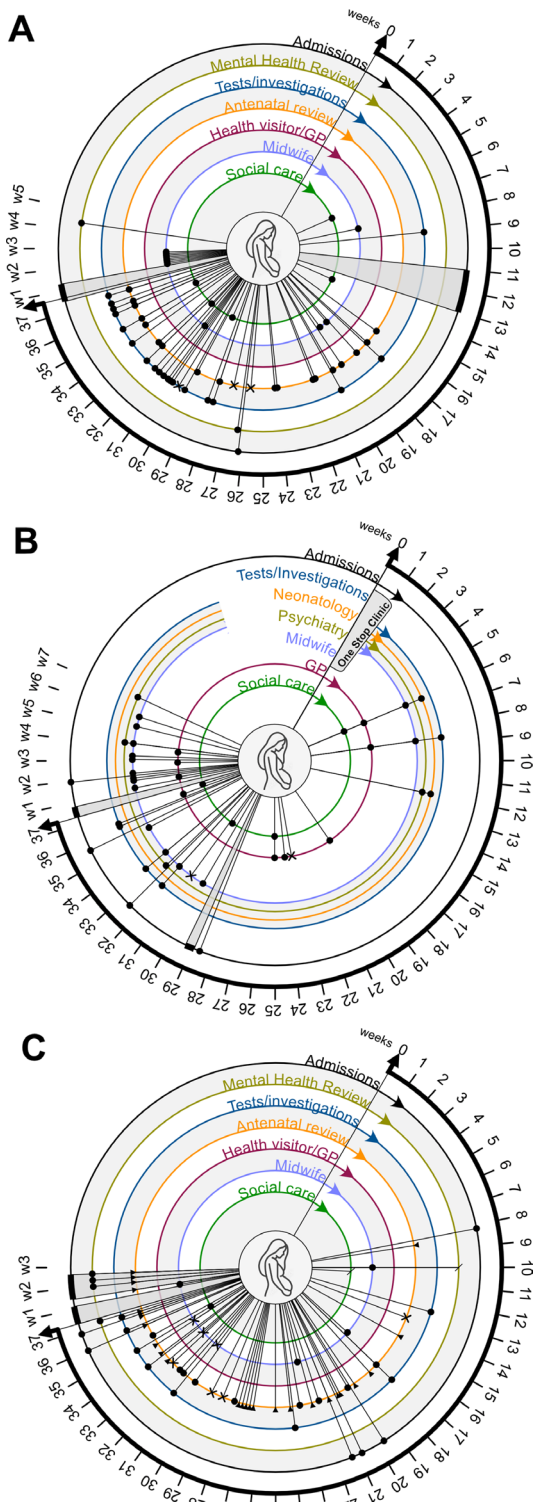 A
weeks
0
1
2
3
4
5
6
7
8
9
10
11
12
13
14
15
16
17
18
19
20
21
22
23
24
25
26
27
28
29
30
31
32
33
34
35
36
37
w1
w2
w3
w4
w5
Admissions
Mental Health Review
Tests/investigations
Antenatal review
Health visitor/GP
Midwife
Social care
B
weeks
0
1
2
3
4
5
6
7
8
9
10
11
12
13
14
15
16
17
18
19
20
21
22
23
24
25
26
27
28
29
30
31
32
33
34
35
36
37
w1
w2
w3
w4
w5
w6
w7
Admissions
Tests/Investigations
Neonatology
Psychiatry
Midwife
One Stop Clinic
GP
Social care
C
weeks
0
1
2
3
4
5
6
7
8
9
10
11
12
13
14
15
16
17
18
19
20
29
30
31
32
33
34
35
36
37
w1
w2
w3
Admissions
Mental Health Review
Tests/investigations
Antenatal review
Health visitor/GP
Midwife
Social care